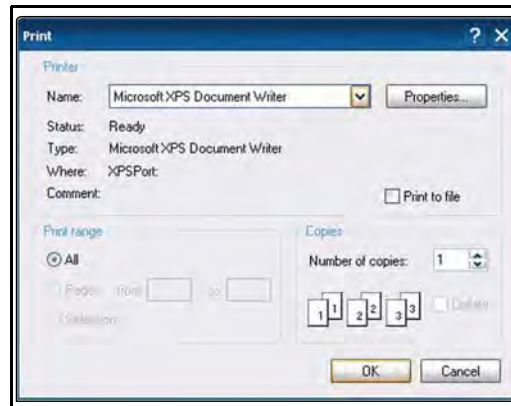 Print
? X
Printer
Name: Microsoft XPS Document Writer Properties...
Status: Ready
Type: Microsoft XPS Document Writer
Where: XPSPort:
Comment:
Print to file
Print range Copies
All Number of copies: 1
Pages from: to:
Selection
1 1 2 2 3 3 Collate
OK Cancel